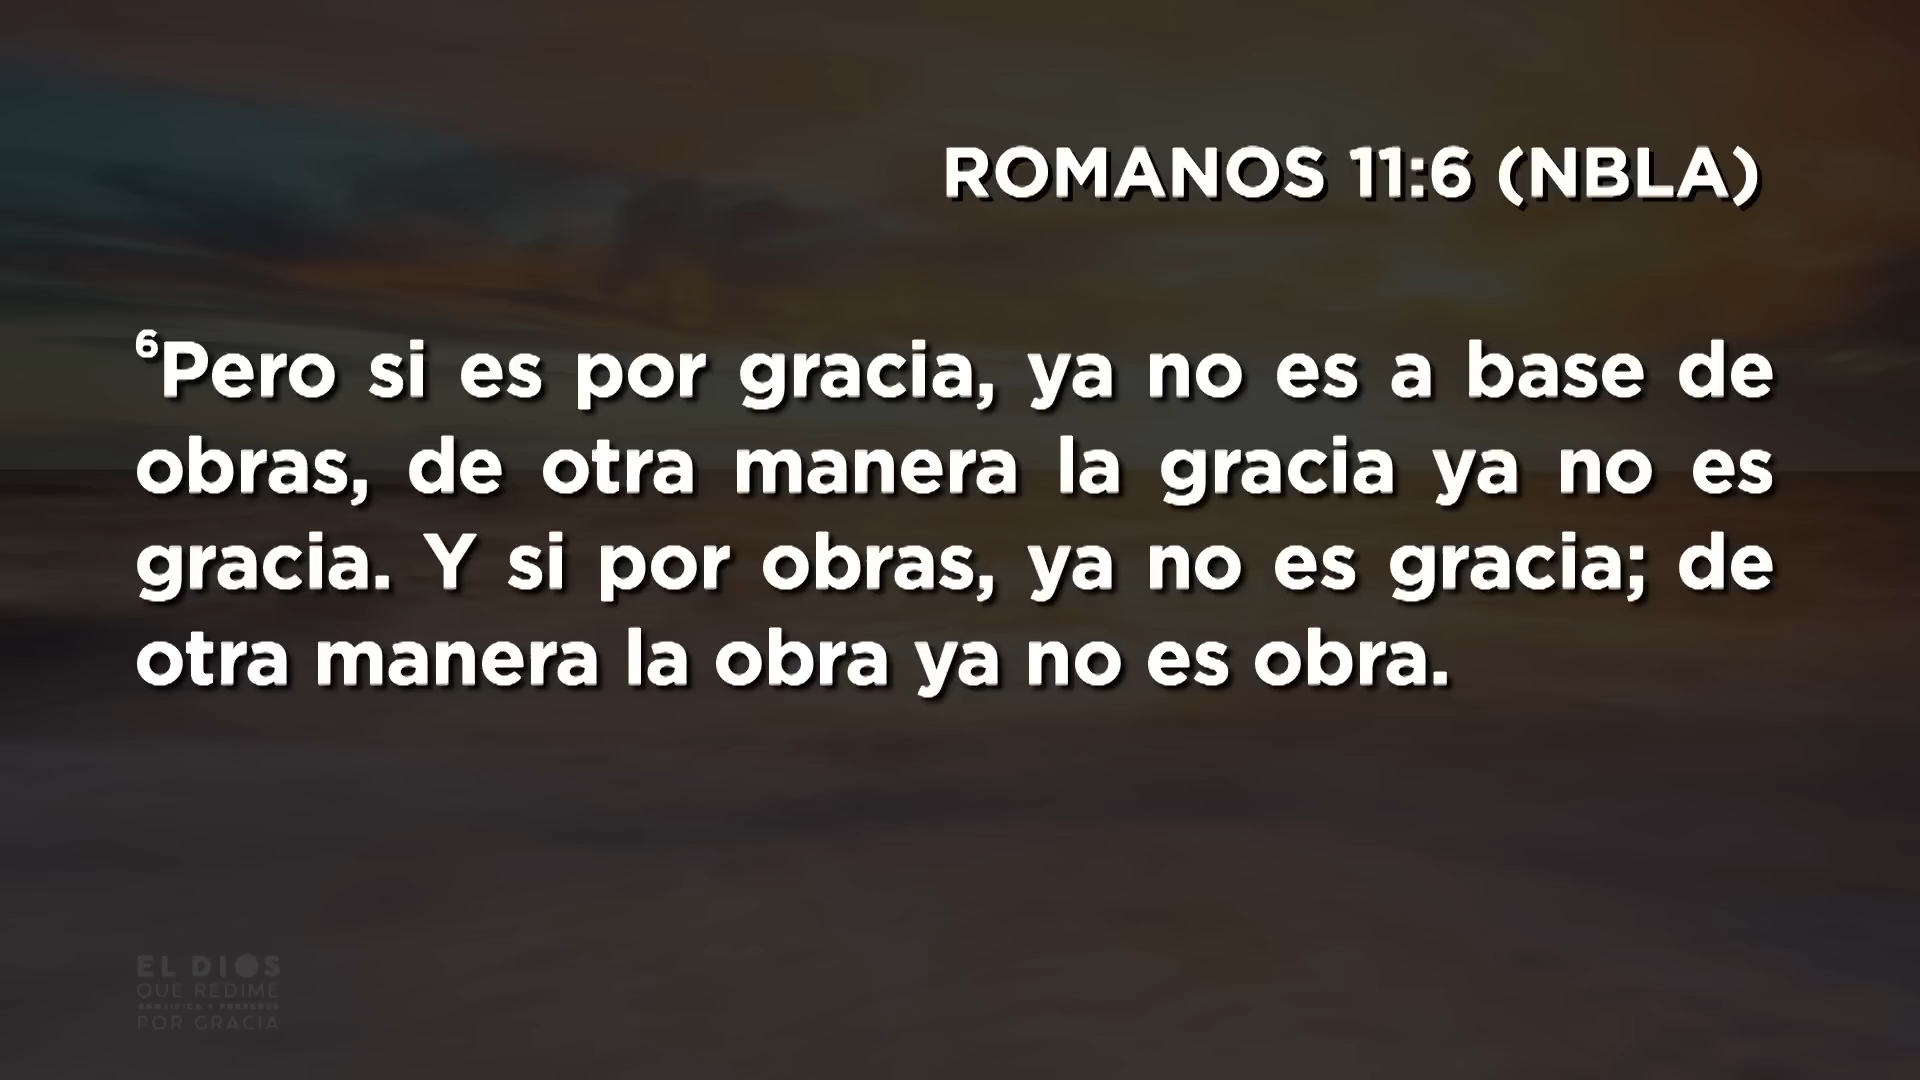 ROMANOS 11:6 (NBLA)
⁶Pero si es por gracia, ya no es a base de
obras, de otra manera la gracia ya no es
gracia. Y si por obras, ya no es gracia; de
otra manera la obra ya no es obra.
EL DIOS
QUE REDIME
POR GRACIA